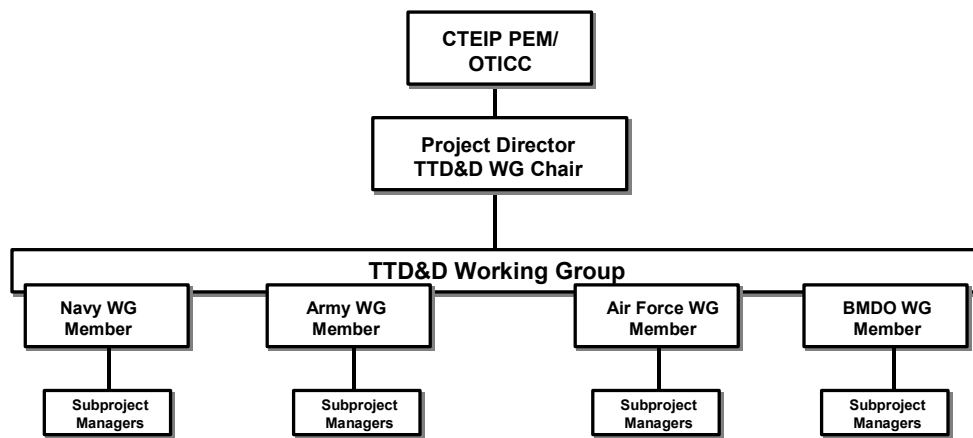 CTEIP PEM/
OTICC
Project Director
TTD&D WG Chair
TTD&D Working Group
Navy WG
Member
Army WG
Member
Air Force WG
Member
BMDO WG
Member
Subproject
Managers
Subproject
Managers
Subproject
Managers
Subproject
Managers